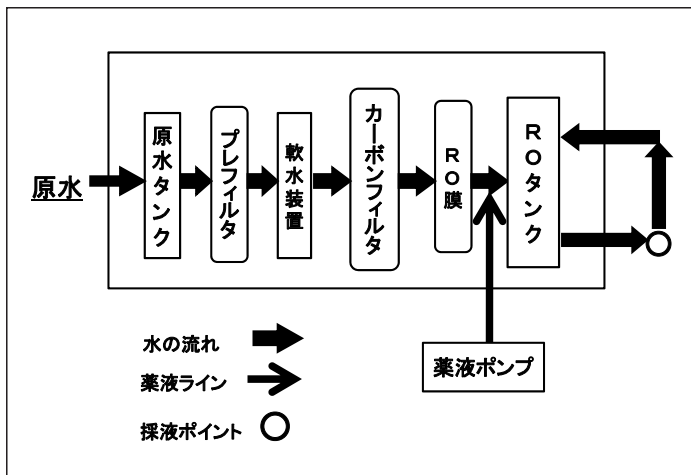 原水
原水タンク
プレフィルタ
軟水装置
カーボンフィルタ
RO膜
ROタンク
薬液ポンプ
水の流れ
薬液ライン
採液ポイント